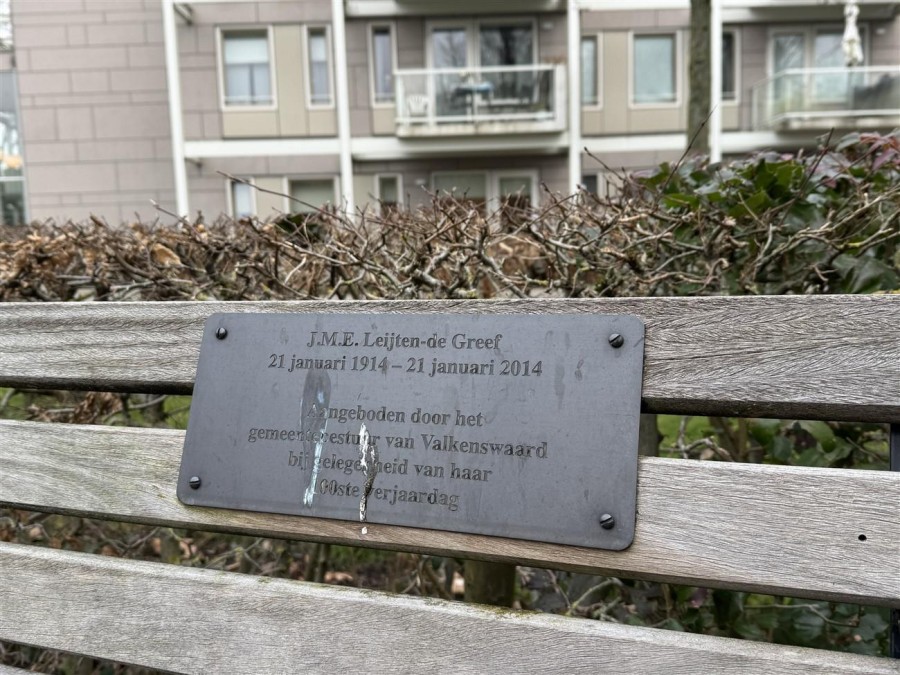 J.M.E. Leijten-de Greef
21 januari 1914 – 21 januari 2014
Aangeboden door het
gemeentebestuur van Valkenswaard
bij gelegenheid van haar
100ste verjaardag